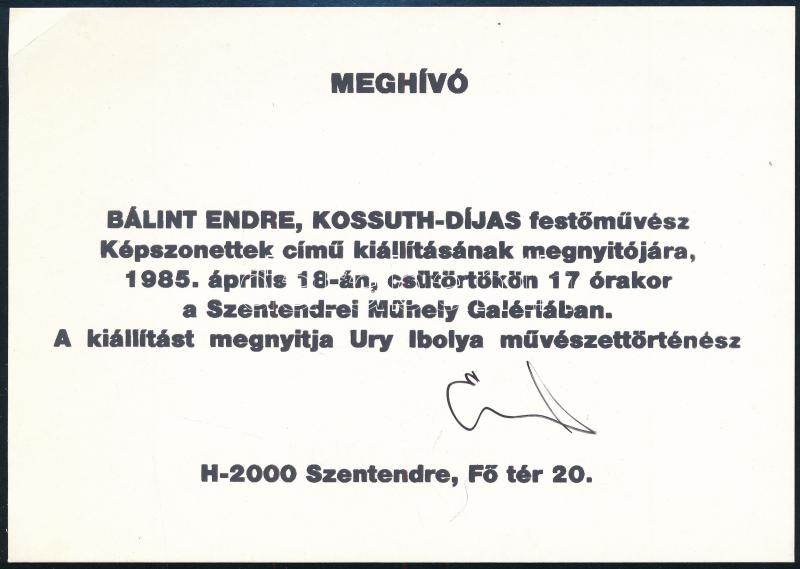 MEGHÍVÓ
BÁLINT ENDRE, KOSSUTH-DÍJAS festőművész
Képszonettek című kiállításának megnyitójára,
1985. április 18-án, csütörtökön 17 órakor
a Szentendrei Műhely Galériában.
A kiállítást megnyitja Ury Ibolya művészettörténész
H-2000 Szentendre, Fő tér 20.